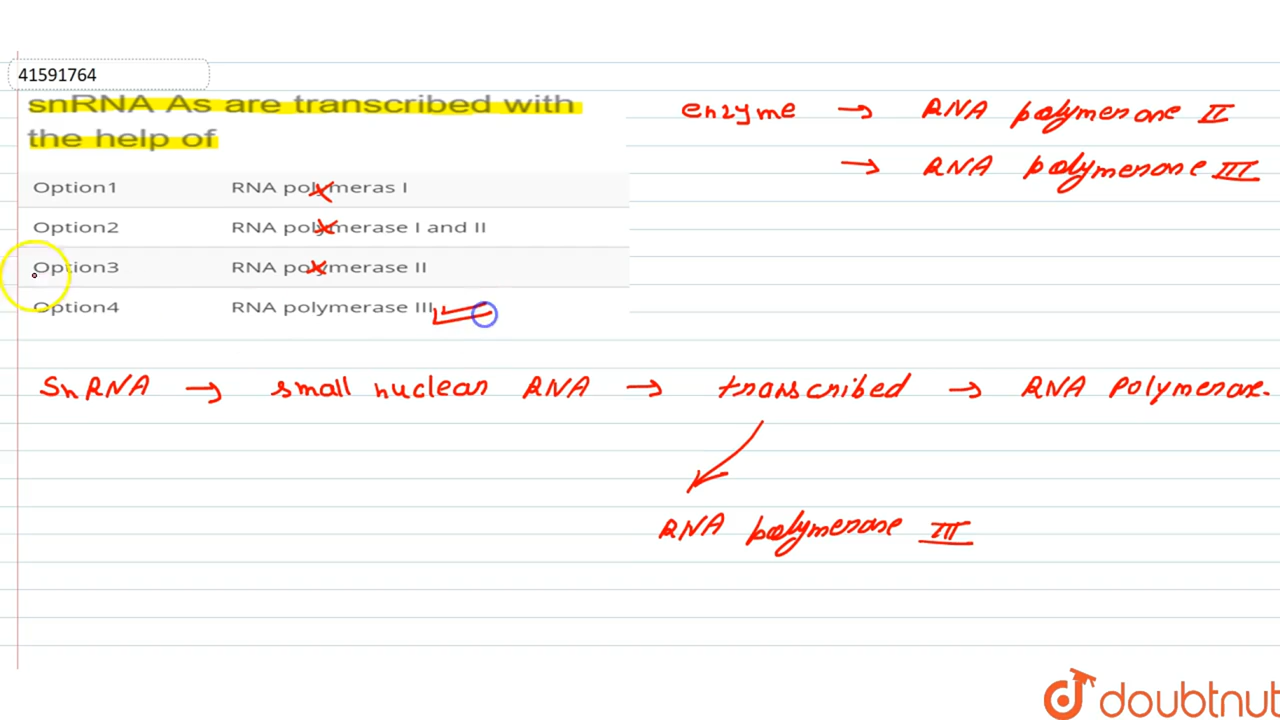 41591764
snRNA As are transcribed with
the help of
Option1 RNA polymeras I
Option2 RNA polymerase I and II
Option3 RNA polymerase II
Option4 RNA polymerase III
enzyme → RNA polymerase II
→ RNA polymerase III
SnRNA → small nuclear RNA → transcribed → RNA Polymerase.
RNA polymerase III
doubtnut